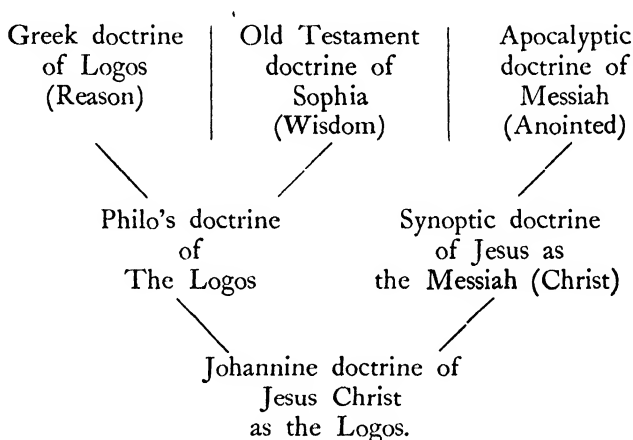 Greek doctrine
of Logos
(Reason)
Old Testament
doctrine of
Sophia
(Wisdom)
Apocalyptic
doctrine of
Messiah
(Anointed)
Philo's doctrine
of
The Logos
Synoptic doctrine
of Jesus as
the Messiah (Christ)
Johannine doctrine of
Jesus Christ
as the Logos.